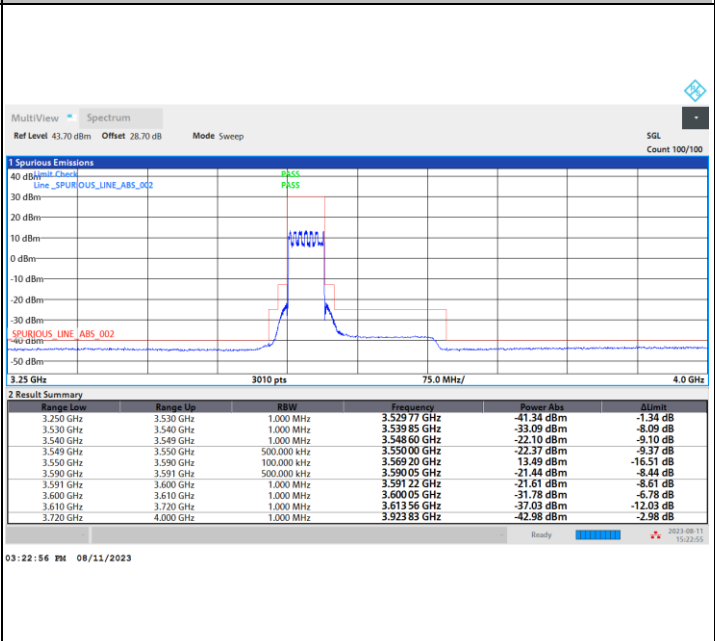 MultiView Spectrum
Ref Level 43.70 dBm Offset 28.70 dB Mode Sweep SGL
Count 100/100
1 Spurious Emissions
40 dBm Limit Check PASS
Line _SPURIOUS_LINE_ABS_002 PASS
30 dBm
20 dBm
10 dBm
0 dBm
-10 dBm
-20 dBm
-30 dBm
_SPURIOUS_LINE_ABS_002
-40 dBm
-50 dBm
3.25 GHz 3010 pts 75.0 MHz/ 4.0 GHz
2 Result Summary
Range Low Range Up RBW Frequency Power Abs ΔLimit
3.250 GHz 3.530 GHz 1.000 MHz 3.529 77 GHz -41.34 dBm -1.34 dB
3.530 GHz 3.540 GHz 1.000 MHz 3.539 85 GHz -33.09 dBm -8.09 dB
3.540 GHz 3.549 GHz 1.000 MHz 3.548 60 GHz -22.10 dBm -9.10 dB
3.549 GHz 3.550 GHz 500.000 kHz 3.550 00 GHz -22.37 dBm -9.37 dB
3.550 GHz 3.590 GHz 100.000 kHz 3.569 20 GHz 13.49 dBm -16.51 dB
3.590 GHz 3.591 GHz 500.000 kHz 3.590 05 GHz -21.44 dBm -8.44 dB
3.591 GHz 3.600 GHz 1.000 MHz 3.591 22 GHz -21.61 dBm -8.61 dB
3.600 GHz 3.610 GHz 1.000 MHz 3.600 05 GHz -31.78 dBm -6.78 dB
3.610 GHz 3.720 GHz 1.000 MHz 3.613 56 GHz -37.03 dBm -12.03 dB
3.720 GHz 4.000 GHz 1.000 MHz 3.923 83 GHz -42.98 dBm -2.98 dB
Ready 2023-08-11
15:22:55
03:22:56 PM 08/11/2023